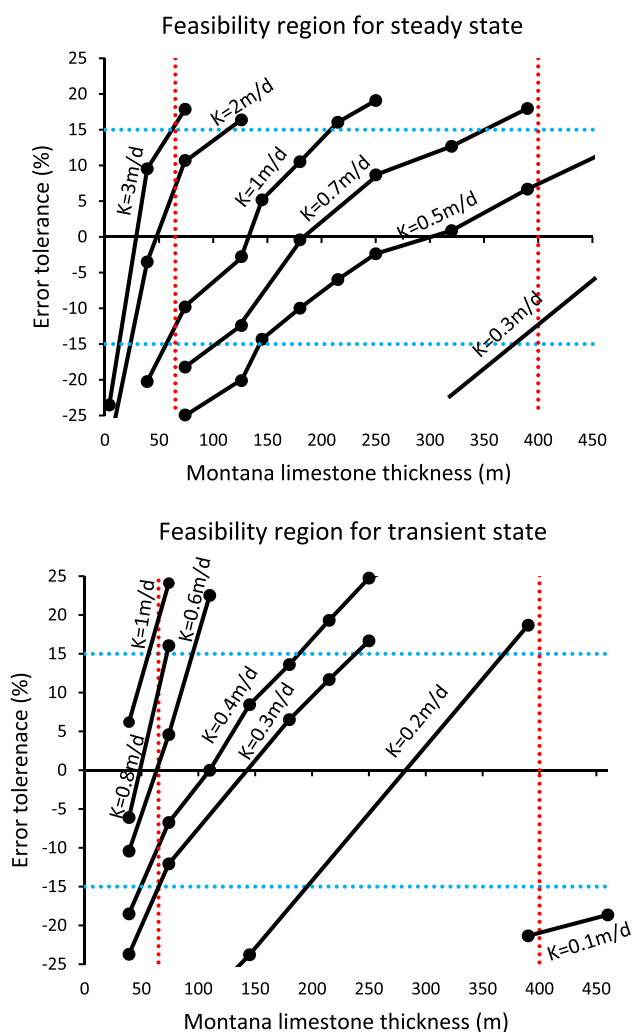 Feasibility region for steady state
25
20
15
10
5
0
-5
-10
-15
-20
-25
Error tolerance (%)
K=3m/d
K=2m/d
K=1m/d
K=0.7m/d
K=0.5m/d
K=0.3m/d
0 50 100 150 200 250 300 350 400 450
Montana limestone thickness (m)
Feasibility region for transient state
25
20
15
10
5
0
-5
-10
-15
-20
-25
Error tolerenace (%)
K=1m/d
K=0.8m/d
K=0.6m/d
K=0.4m/d
K=0.3m/d
K=0.2m/d
K=0.1m/d
0 50 100 150 200 250 300 350 400 450
Montana limestone thickness (m)